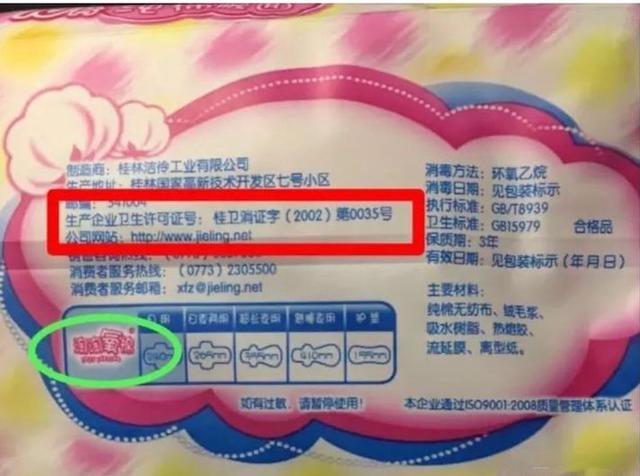 制造商：桂林洁伶工业有限公司
生产地址：桂林国家高新技术开发区七号小区
邮编：541004
生产企业卫生许可证号：桂卫消证字（2002）第0035号
公司网站：http://www.jieling.net
消费者服务热线：（0773）2305500
消费者服务邮箱：xfz@jieling.net
240mm
265mm
410mm
195mm
如有过敏，请暂停使用！
消毒方法：环氧乙烷
消毒日期：见包装标示
执行标准：GB/T8939
卫生标准：GB15979 合格品
保质期：3年
有效日期：见包装标示（年月日）
主要材料：
纯棉无纺布、绒毛浆、
吸水树脂、热熔胶、
流延膜、离型纸。
本企业通过ISO9001:2008质量管理体系认证